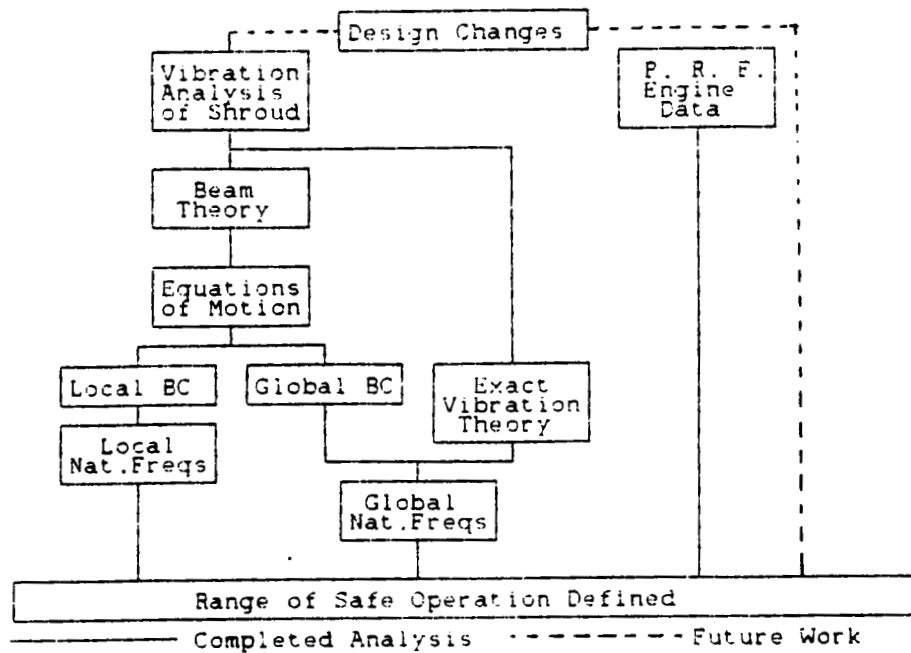 Design Changes
Vibration
Analysis
of Shroud
P. R. F.
Engine
Data
Beam
Theory
Equations
of Motion
Local BC
Global BC
Exact
Vibration
Theory
Local
Nat.Freqs
Global
Nat.Freqs
Range of Safe Operation Defined
Completed Analysis
Future Work